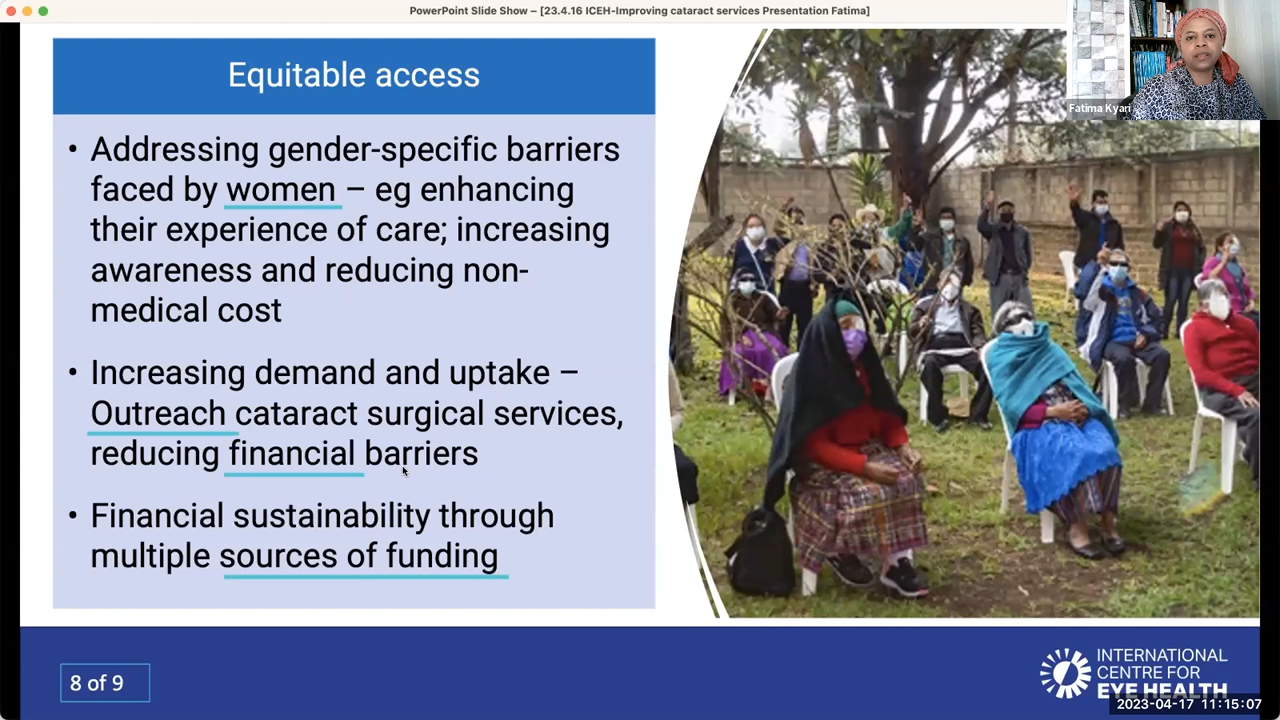 PowerPoint Slide Show – [23.4.16 ICEH-Improving cataract services Presentation Fatima]
Fatima Kyari
Equitable access
• Addressing gender-specific barriers
faced by women – eg enhancing
their experience of care; increasing
awareness and reducing non-
medical cost
• Increasing demand and uptake –
Outreach cataract surgical services,
reducing financial barriers
• Financial sustainability through
multiple sources of funding
8 of 9
INTERNATIONAL
CENTRE FOR
EYE HEALTH
2023-04-17 11:15:07